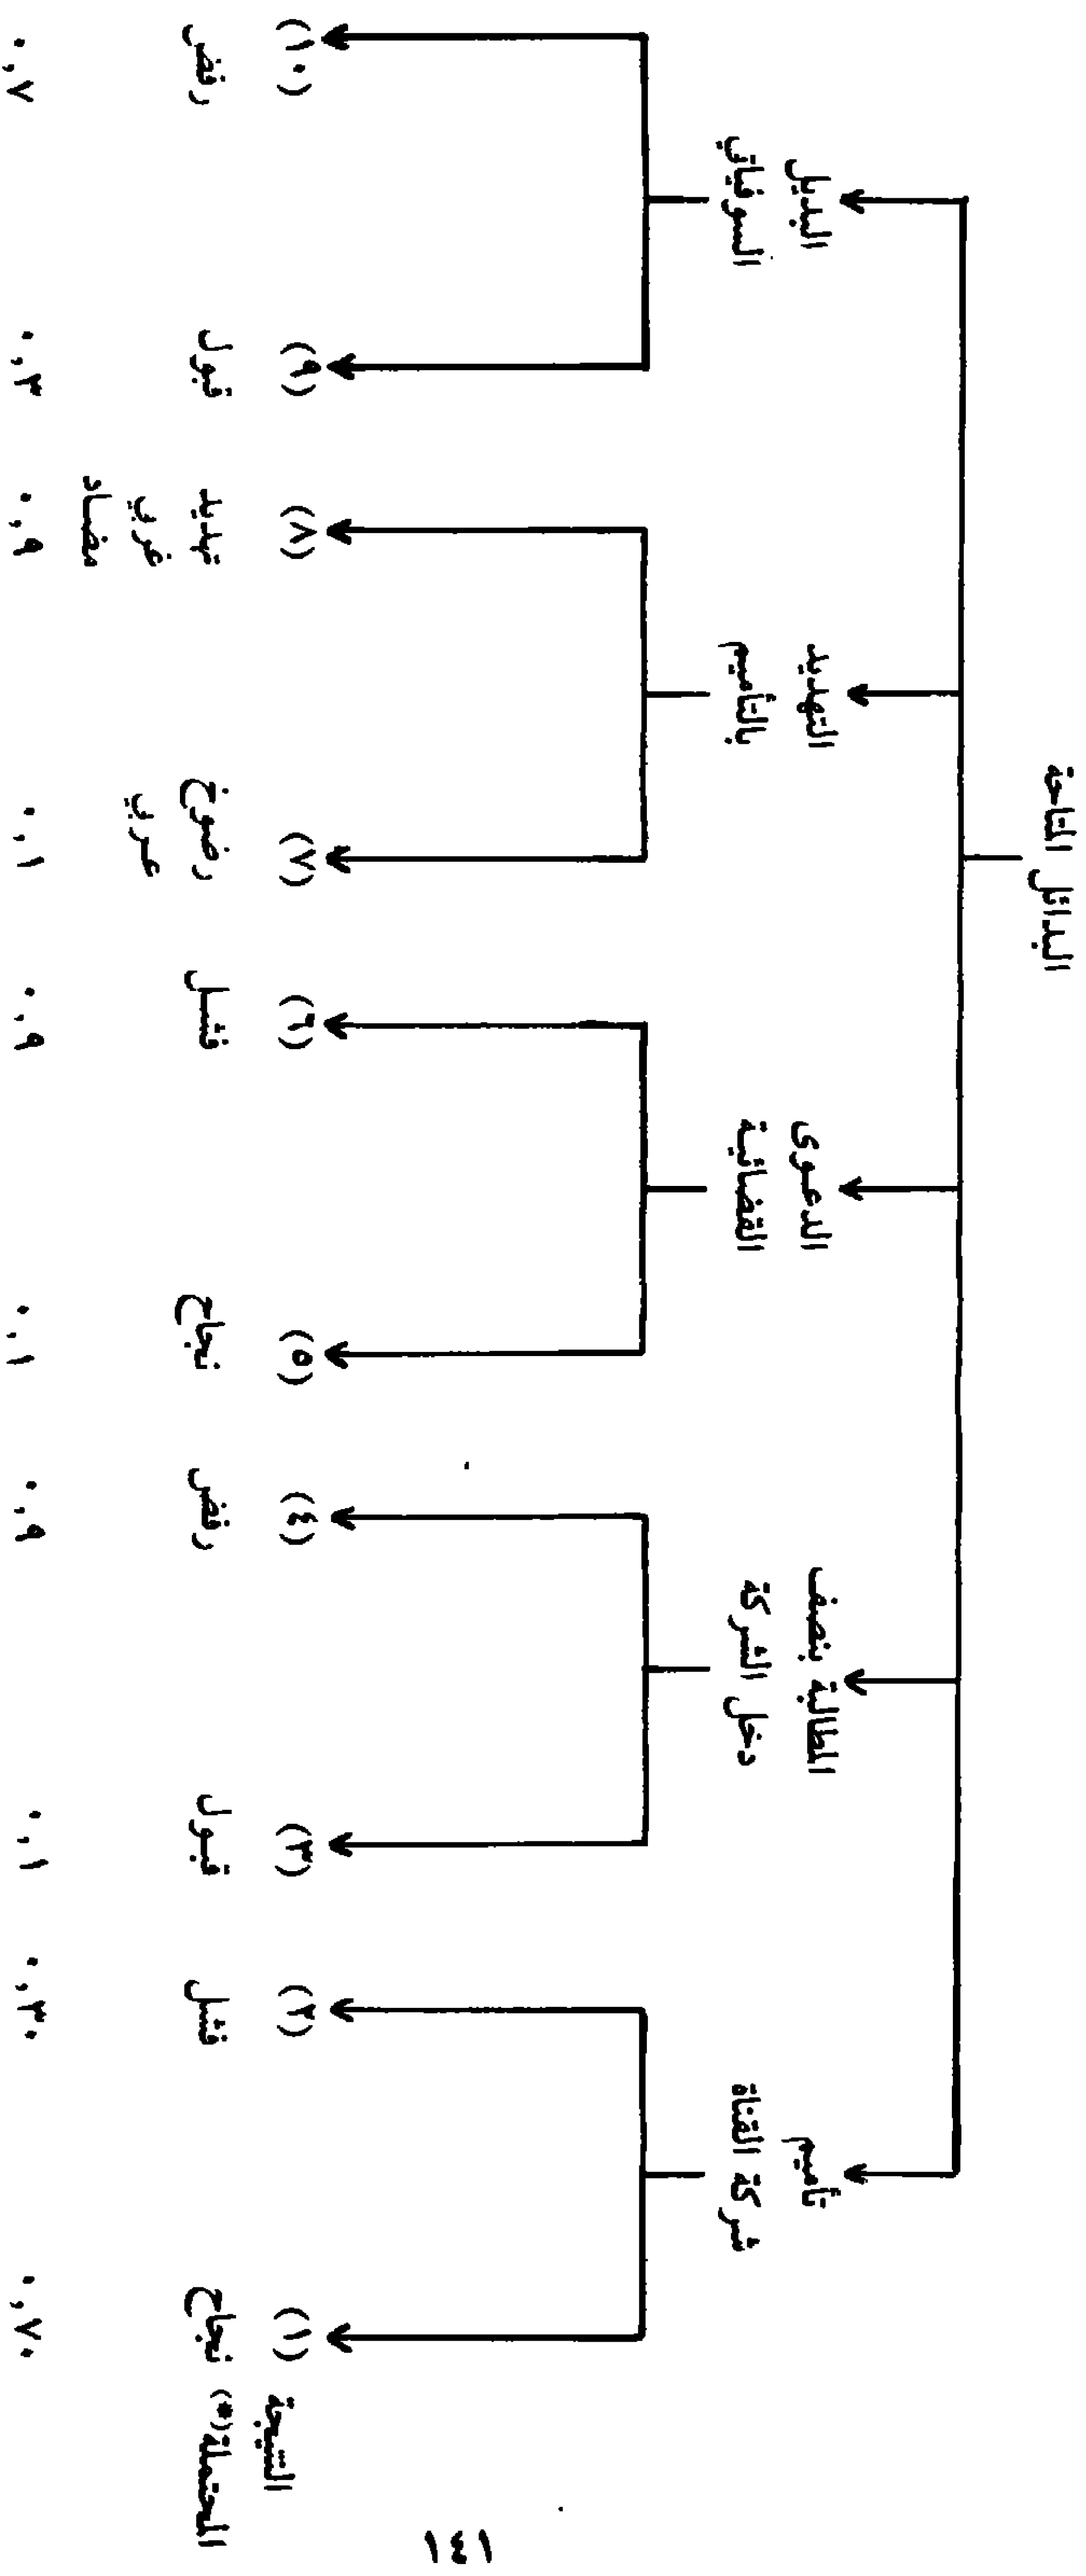 ١٤١
البدائل المتاحة
تأميم
شركة القناة
المطالبة بنصف
دخل الشركة
الدعوى
القضائية
التهديد
بالتأميم
البديل
السوفياتي
النتيجة
المحتملة(*)
(١)
نجاح
٠,٧٠
(٢)
فشل
٠,٣٠
(٣)
قبول
٠,١
(٤)
رفض
٠,٩
(٥)
نجاح
٠,١
(٦)
فشل
٠,٩
(٧)
رضوخ
عربي
٠,١
(٨)
تهديد
غربي
مضاد
٠,٩
(٩)
قبول
٠,٣
(١٠)
رفض
٠,٧